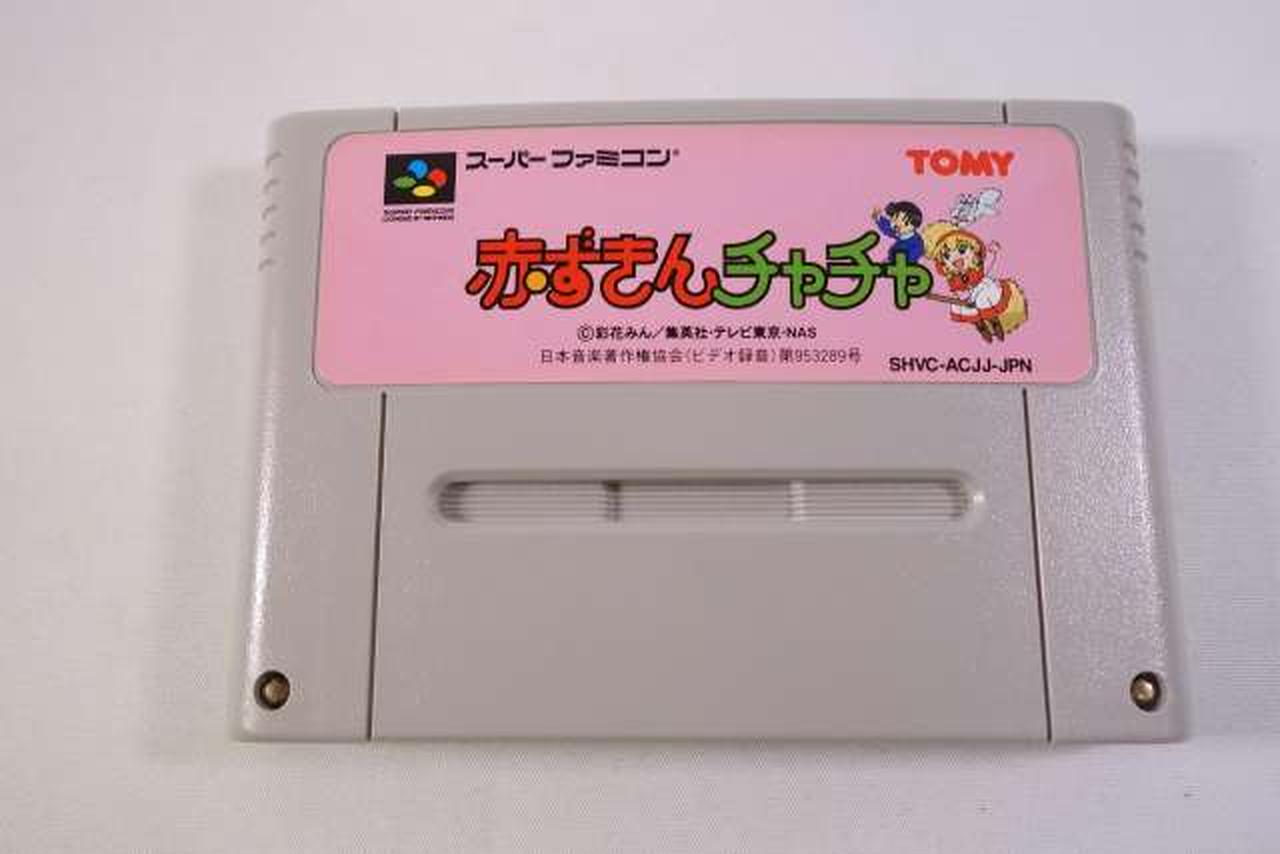 スーパーファミコン®
TOMY
SUPER FAMICOM
赤ずきんチャチャ
©彩花みん／集英社・テレビ東京・NAS
日本音楽著作権協会(ビデオ録音)第953289号
SHVC-ACJJ-JPN